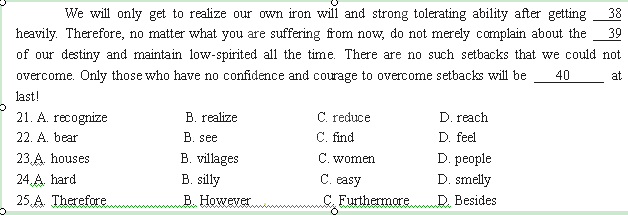 We will only get to realize our own iron will and strong tolerating ability after getting 38
heavily. Therefore, no matter what you are suffering from now, do not merely complain about the 39
of our destiny and maintain low-spirited all the time. There are no such setbacks that we could not
overcome. Only those who have no confidence and courage to overcome setbacks will be 40 at
last!
21. A. recognize B. realize C. reduce D. reach
22. A. bear B. see C. find D. feel
23.A. houses B. villages C. women D. people
24.A. hard B. silly C. easy D. smelly
25.A. Therefore B. However C. Furthermore D. Besides